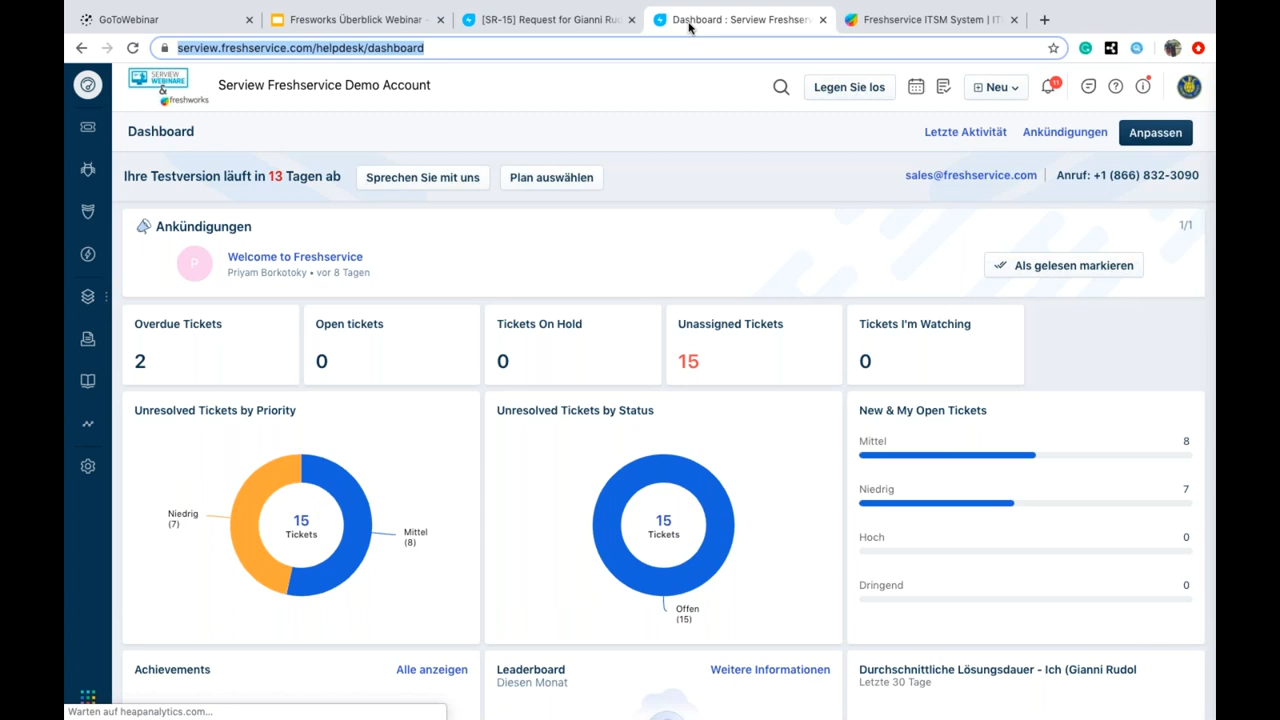 GoToWebinar
Fresworks Überblick Webinar -
[SR-15] Request for Gianni Rud
Dashboard : Serview Freshserv
Freshservice ITSM System | IT
serview.freshservice.com/helpdesk/dashboard
SERVIEW
WEBINARE
&
freshworks
Serview Freshservice Demo Account
Legen Sie los
Neu
11
Dashboard
Letzte Aktivität
Ankündigungen
Anpassen
Ihre Testversion läuft in 13 Tagen ab
Sprechen Sie mit uns
Plan auswählen
sales@freshservice.com
Anruf: +1 (866) 832-3090
Ankündigungen
1/1
P
Welcome to Freshservice
Priyam Borkotoky • vor 8 Tagen
Als gelesen markieren
Overdue Tickets
2
Open tickets
0
Tickets On Hold
0
Unassigned Tickets
15
Tickets I'm Watching
0
Unresolved Tickets by Priority
Niedrig
(7)
15
Tickets
Mittel
(8)
Unresolved Tickets by Status
15
Tickets
Offen
(15)
New & My Open Tickets
Mittel 8
Niedrig 7
Hoch 0
Dringend 0
Achievements
Alle anzeigen
Leaderboard
Diesen Monat
Weitere Informationen
Durchschnittliche Lösungsdauer - Ich (Gianni Rudol
Letzte 30 Tage
Warten auf heapanalytics.com...